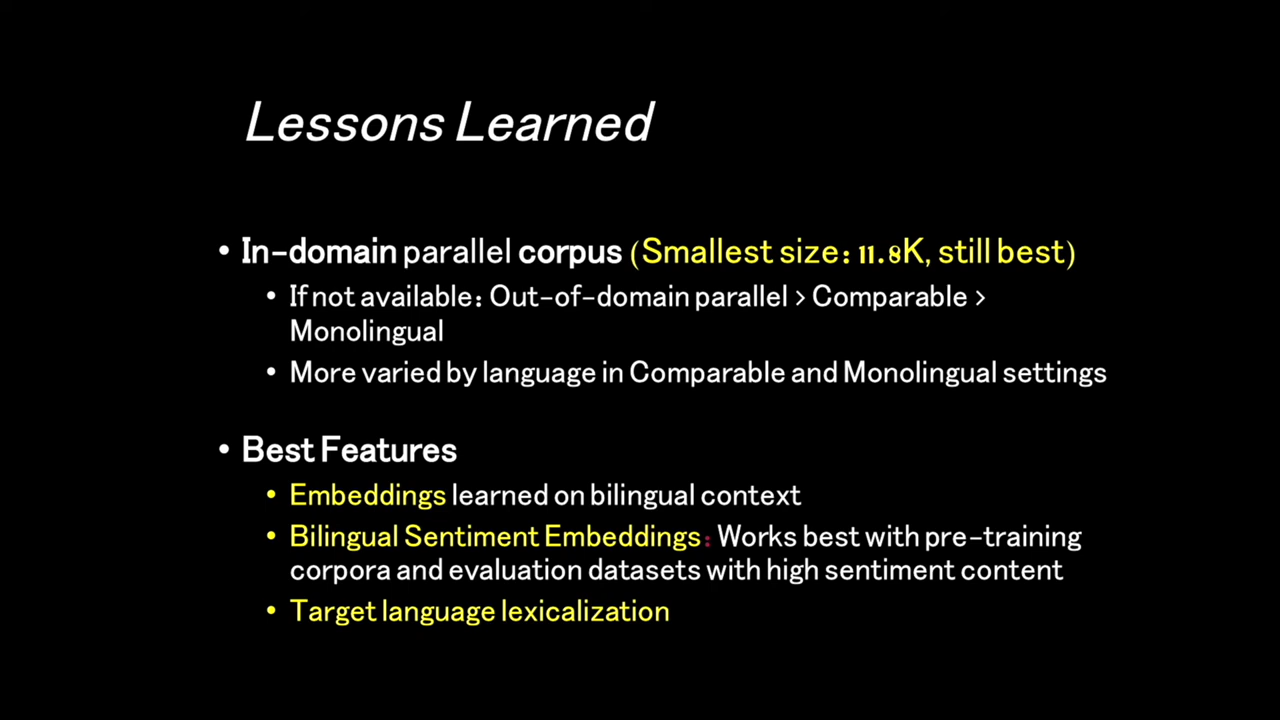 Lessons Learned
• In-domain parallel corpus (Smallest size: 11.8K, still best)
• If not available: Out-of-domain parallel > Comparable >
Monolingual
• More varied by language in Comparable and Monolingual settings
• Best Features
• Embeddings learned on bilingual context
• Bilingual Sentiment Embeddings: Works best with pre-training
corpora and evaluation datasets with high sentiment content
• Target language lexicalization